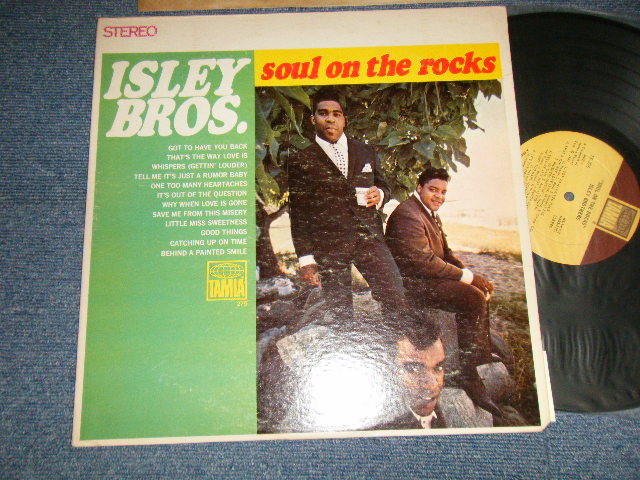 STEREO
ISLEY
BROS.
soul on the rocks
GOT TO HAVE YOU BACK
THAT'S THE WAY LOVE IS
WHISPERS (GETTIN' LOUDER)
TELL ME IT'S JUST A RUMOR BABY
ONE TOO MANY HEARTACHES
IT'S OUT OF THE QUESTION
WHY WHEN LOVE IS GONE
SAVE ME FROM THIS MISERY
LITTLE MISS SWEETNESS
GOOD THINGS
CATCHING UP ON TIME
BEHIND A PAINTED SMILE
TAMLA
275